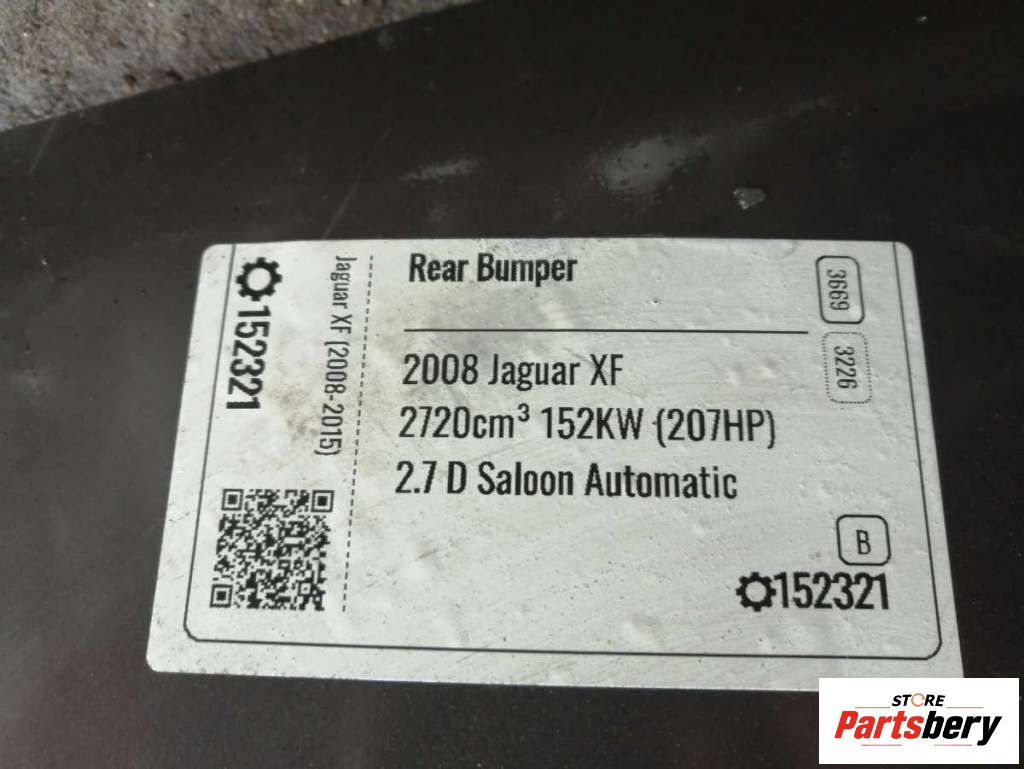 Rear Bumper
3669
3226
Jaguar XF (2008-2015)
152321
2008 Jaguar XF
2720cm³ 152KW (207HP)
2.7 D Saloon Automatic
B
152321
STORE
Partsbery